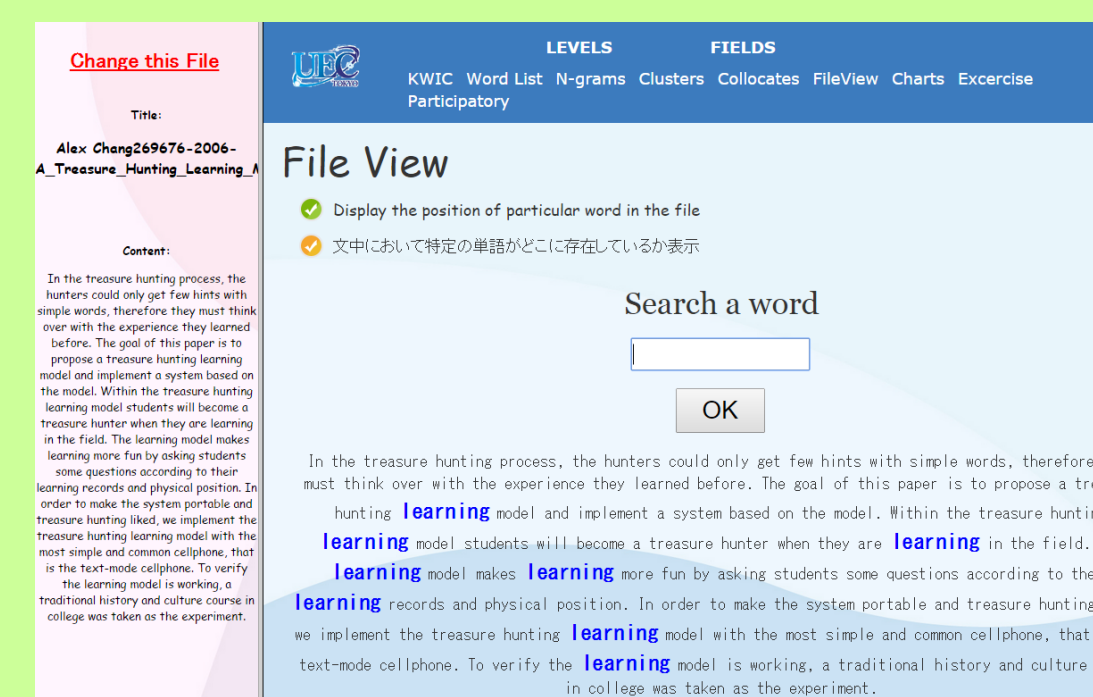 Change this File
Title:
Alex Chang269676-2006-
A_Treasure_Hunting_Learning_
Content:
In the treasure hunting process, the
hunters could only get few hints with
simple words, therefore they must think
over with the experience they learned
before. The goal of this paper is to
propose a treasure hunting learning
model and implement a system based on
the model. Within the treasure hunting
learning model students will become a
treasure hunter when they are learning
in the field. The learning model makes
learning more fun by asking students
some questions according to their
learning records and physical position. In
order to make the system portable and
treasure hunting liked, we implement the
treasure hunting learning model with the
most simple and common cellphone, that
is the text-mode cellphone. To verify
the learning model is working, a
traditional history and culture course in
college was taken as the experiment.
UEC
TOKYO
LEVELS FIELDS
KWIC Word List N-grams Clusters Collocates FileView Charts Excercise
Participatory
File View
Display the position of particular word in the file
文中において特定の単語がどこに存在しているか表示
Search a word
OK
In the treasure hunting process, the hunters could only get few hints with simple words, therefore
must think over with the experience they learned before. The goal of this paper is to propose a
hunting learning model and implement a system based on the model. Within the treasure
learning model students will become a treasure hunter when they are learning in the field.
learning model makes learning more fun by asking students some questions according to
learning records and physical position. In order to make the system portable and treasure hunting
we implement the treasure hunting learning model with the most simple and common cellphone, that
text-mode cellphone. To verify the learning model is working, a traditional history and culture
in college was taken as the experiment.